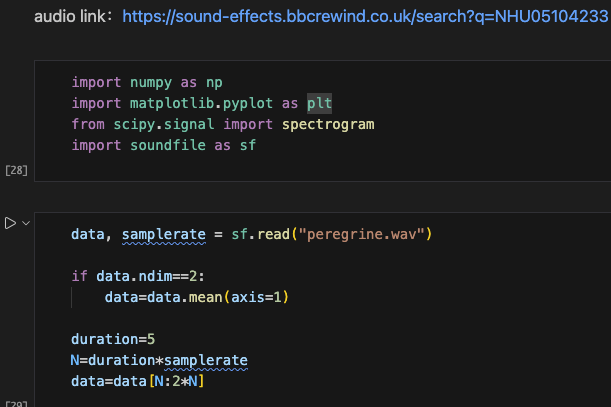 audio link： https://sound-effects.bbcrewind.co.uk/search?q=NHU05104233
import numpy as np
import matplotlib.pyplot as plt
from scipy.signal import spectrogram
import soundfile as sf
[28]
data, samplerate = sf.read("peregrine.wav")
if data.ndim==2:
    data=data.mean(axis=1)
duration=5
N=duration*samplerate
data=data[N:2*N]
[29]